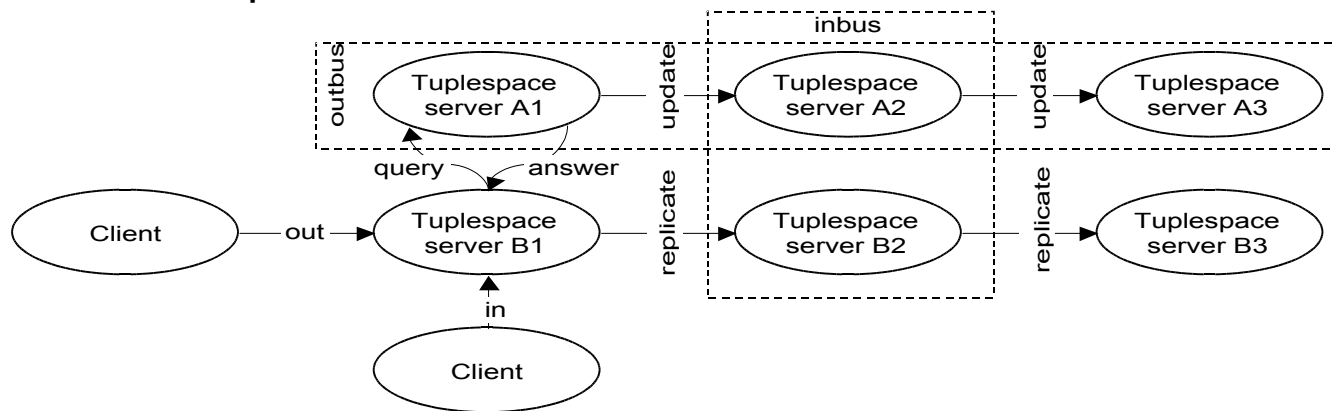 inbus
outbus
Tuplespace
server A1
update
Tuplespace
server A2
update
Tuplespace
server A3
query
answer
Client
out
Tuplespace
server B1
replicate
Tuplespace
server B2
replicate
Tuplespace
server B3
in
Client